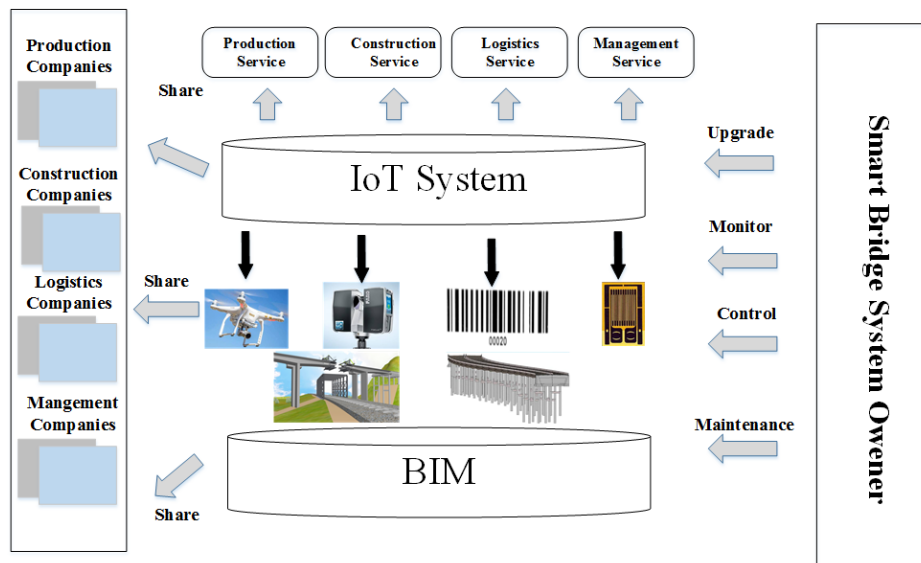 Production
Companies
Construction
Companies
Logistics
Companies
Mangement
Companies
Share
Share
Share
Production
Service
Construction
Service
Logistics
Service
Management
Service
IoT System
00020
BIM
Upgrade
Monitor
Control
Maintenance
Smart Bridge System Owener